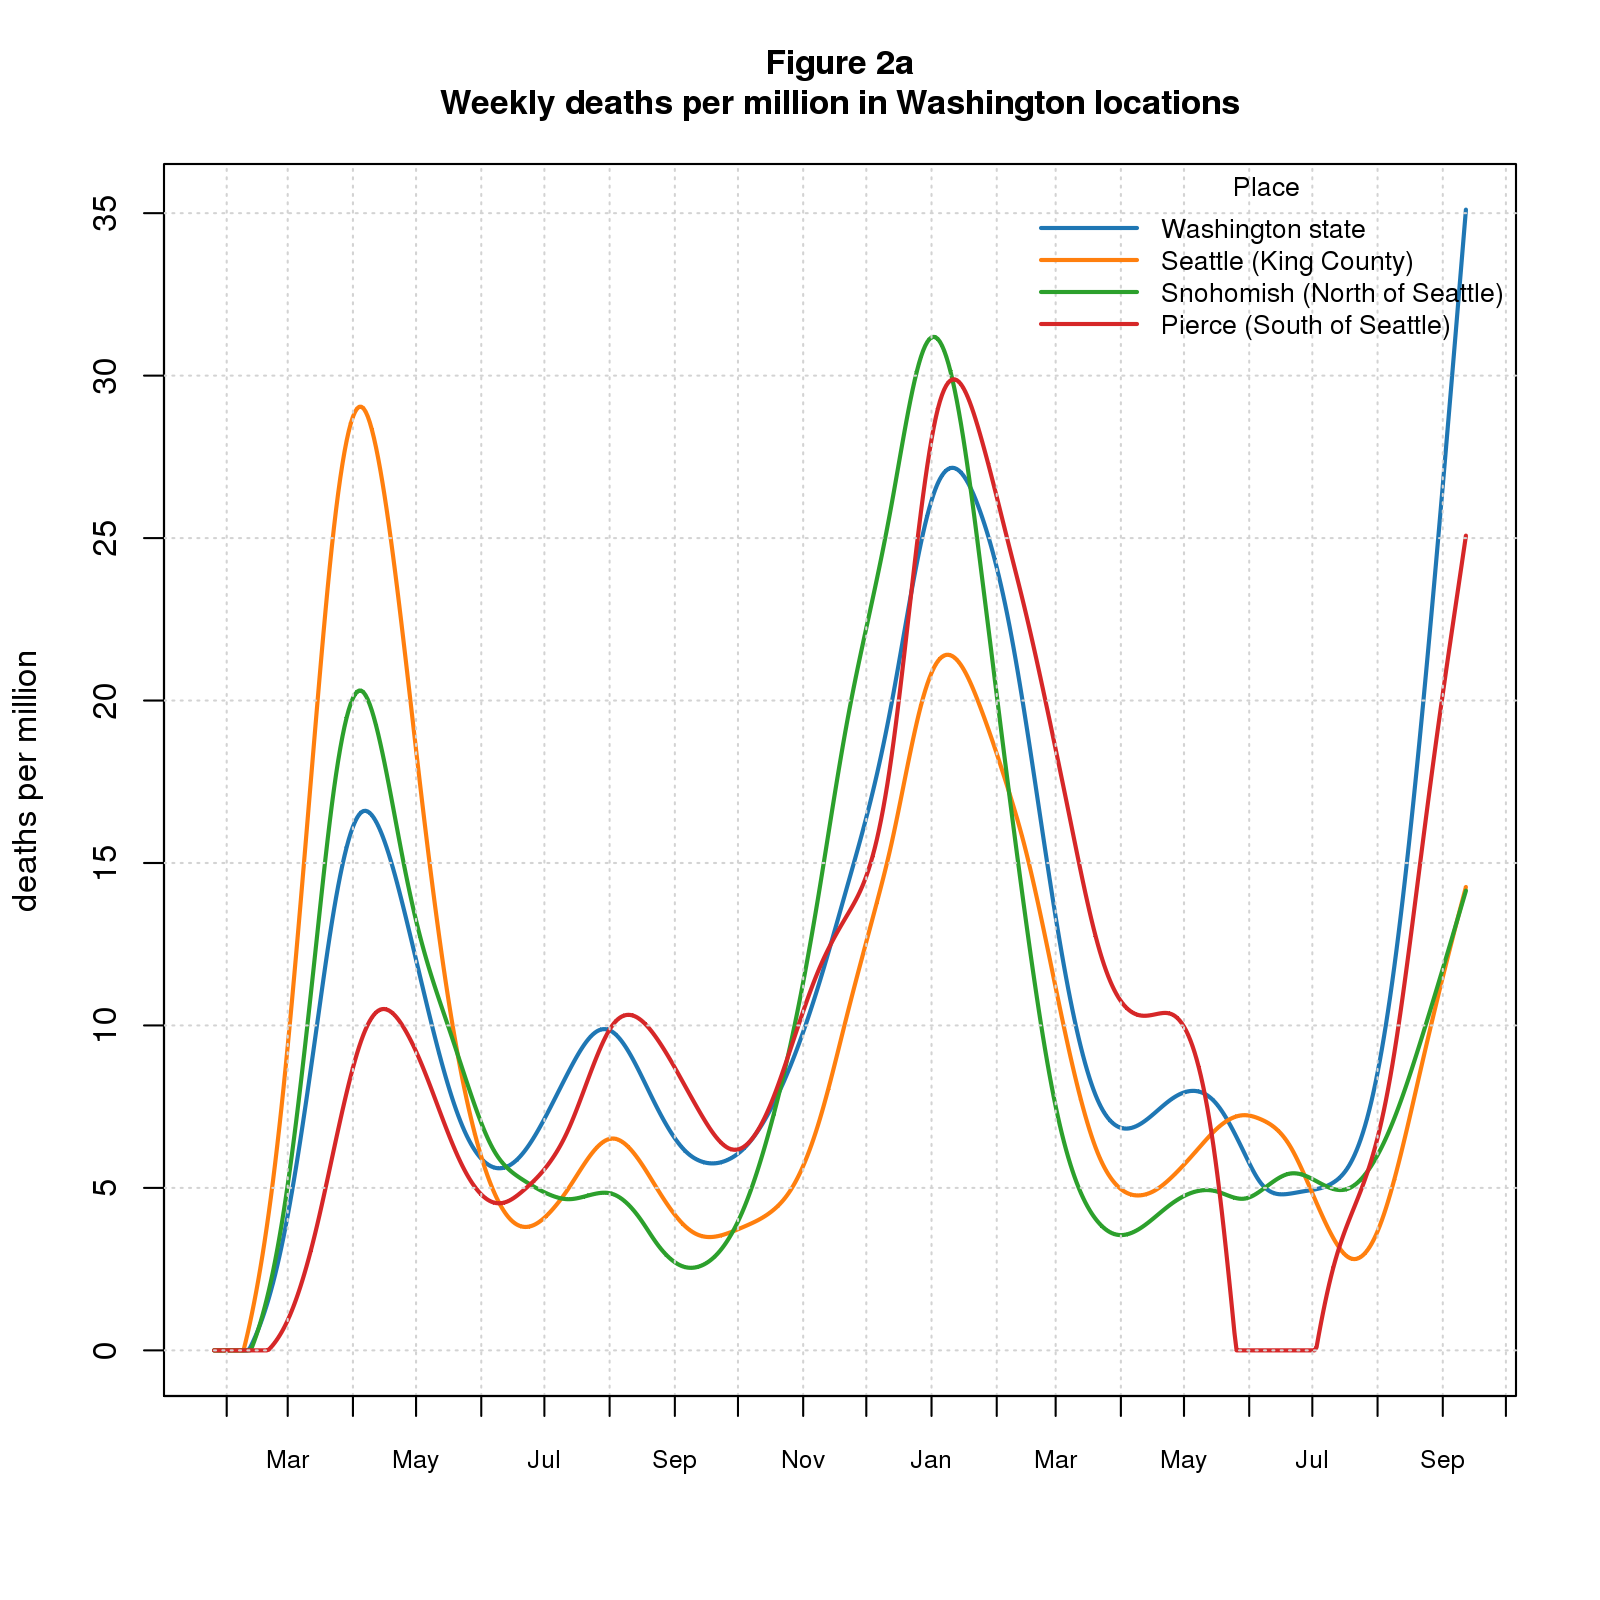 Figure 2a
Weekly deaths per million in Washington locations
Place
Washington state
Seattle (King County)
Snohomish (North of Seattle)
Pierce (South of Seattle)
deaths per million
35
30
25
20
15
10
5
0
Mar May Jul Sep Nov Jan Mar May Jul Sep